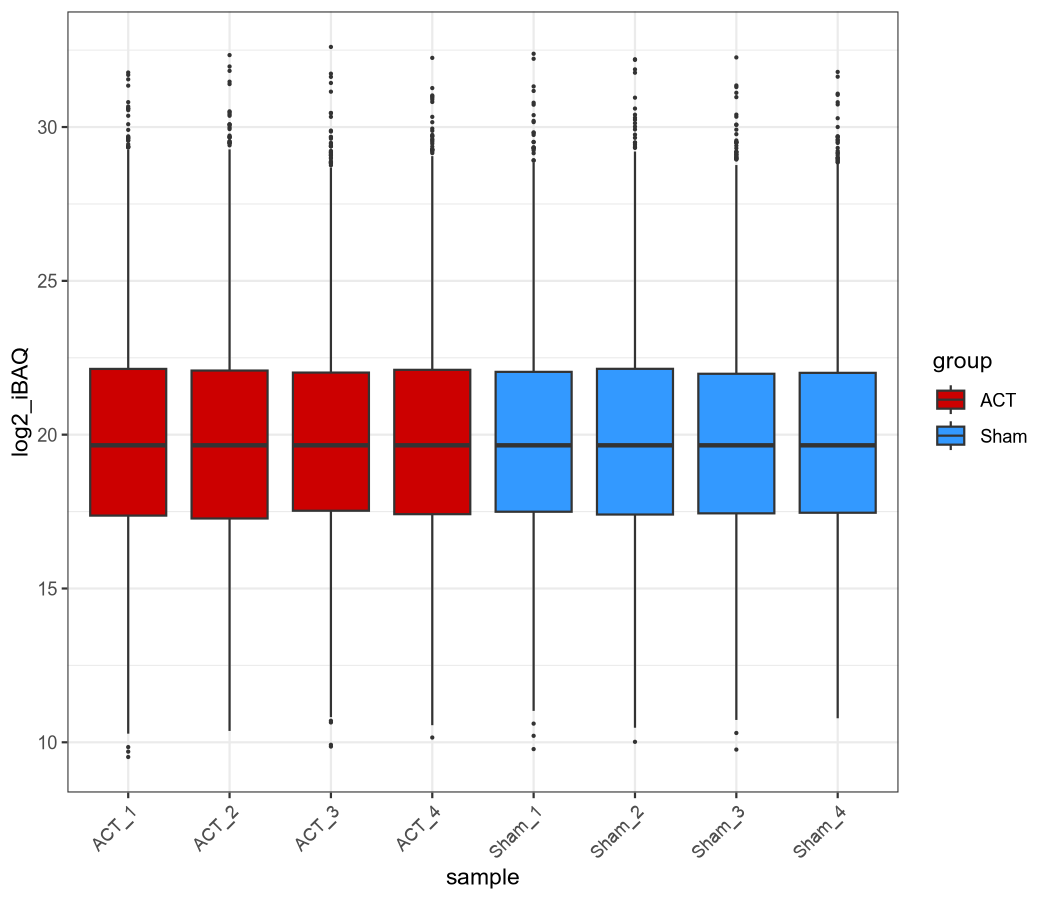 log2_iBAQ
30
25
20
15
10
ACT_1
ACT_2
ACT_3
ACT_4
Sham_1
Sham_2
Sham_3
Sham_4
sample
group
ACT
Sham